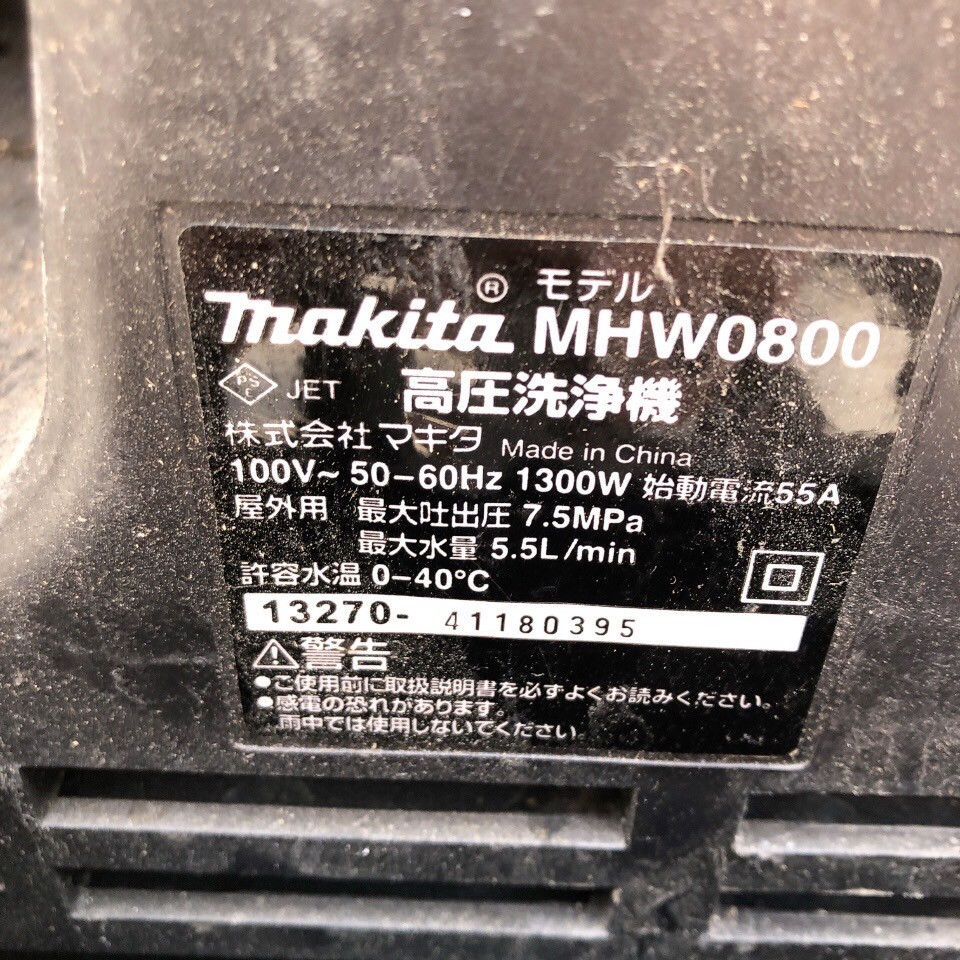 makita® モデル MHW0800
PSE JET 高圧洗浄機
株式会社マキタ Made in China
100V~ 50-60Hz 1300W 始動電流55A
屋外用 最大吐出圧 7.5MPa
最大水量 5.5L/min
許容水温 0-40℃
13270- 41180395
⚠警告
●ご使用前に取扱説明書を必ずよくお読みください。
●感電の恐れがあります。
雨中では使用しないでください